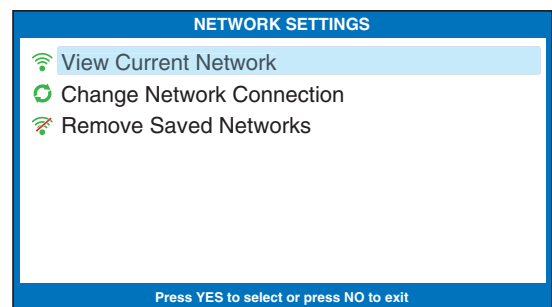 NETWORK SETTINGS
View Current Network
Change Network Connection
Remove Saved Networks
Press YES to select or press NO to exit